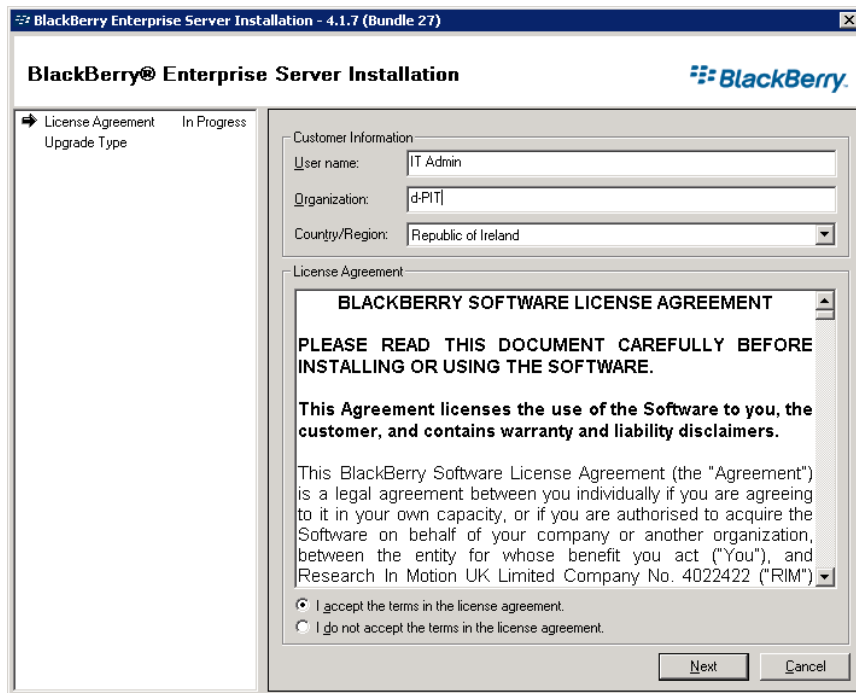 BlackBerry Enterprise Server Installation - 4.1.7 (Bundle 27)
BlackBerry® Enterprise Server Installation
BlackBerry.
License Agreement In Progress
Upgrade Type
Customer Information
User name: IT Admin
Organization: d-PIT
Country/Region: Republic of Ireland
License Agreement
BLACKBERRY SOFTWARE LICENSE AGREEMENT
PLEASE READ THIS DOCUMENT CAREFULLY BEFORE
INSTALLING OR USING THE SOFTWARE.
This Agreement licenses the use of the Software to you, the
customer, and contains warranty and liability disclaimers.
This BlackBerry Software License Agreement (the "Agreement")
is a legal agreement between you individually if you are agreeing
to it in your own capacity, or if you are authorised to acquire the
Software on behalf of your company or another organization,
between the entity for whose benefit you act ("You"), and
Research In Motion UK Limited Company No. 4022422 ("RIM")
I accept the terms in the license agreement.
I do not accept the terms in the license agreement.
Next
Cancel